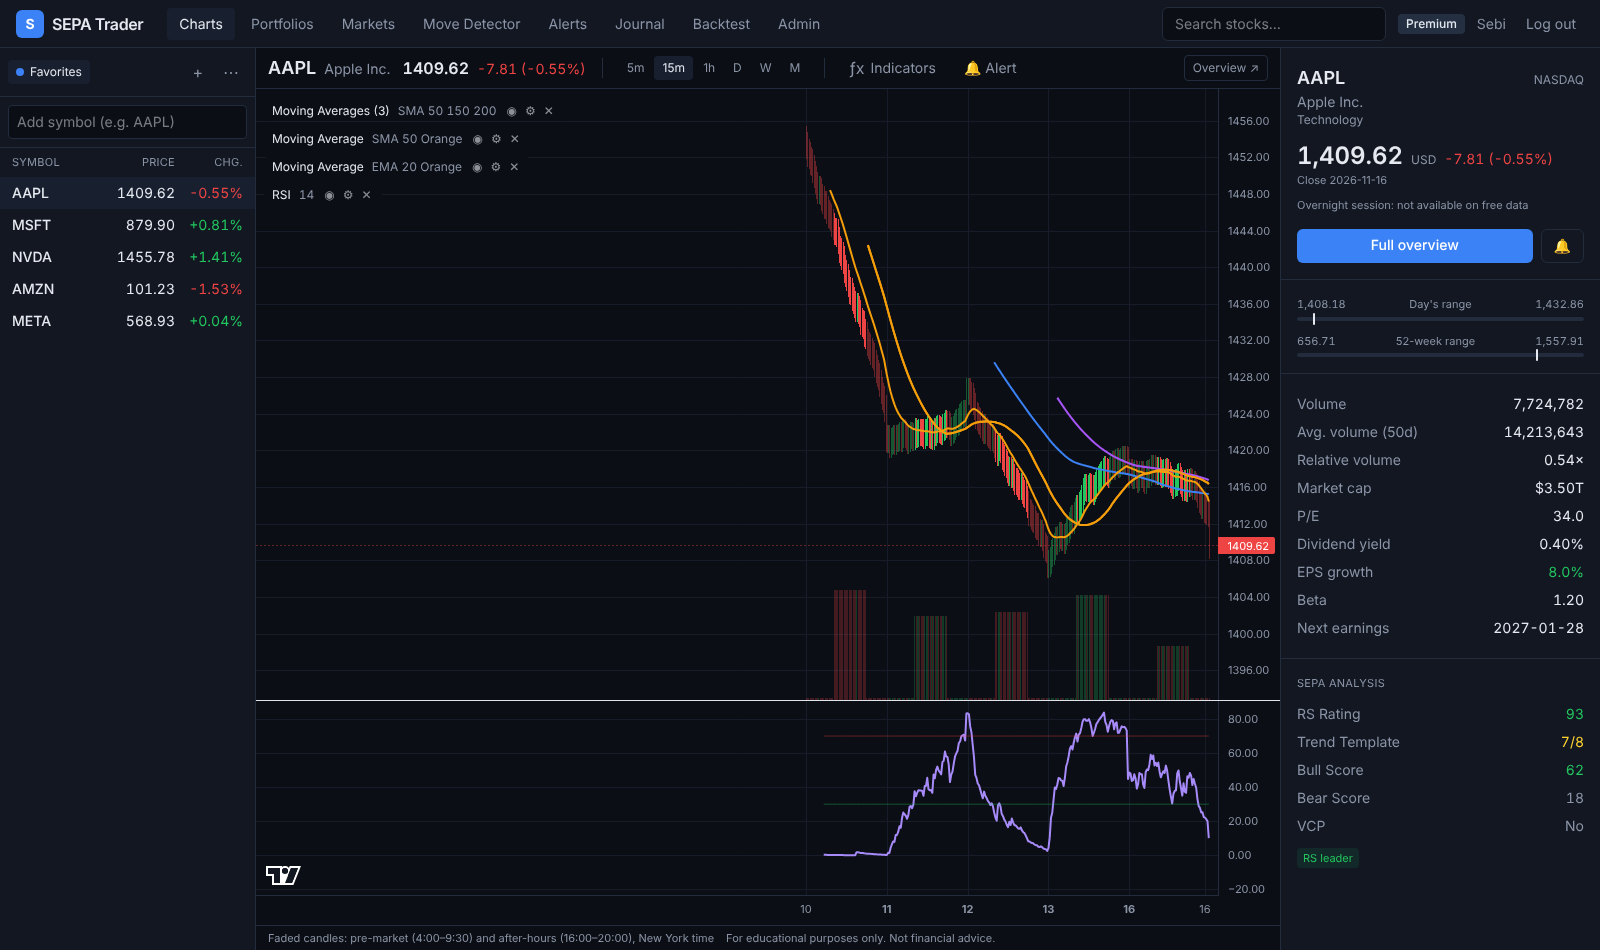 S SEPA Trader Charts Portfolios Markets Move Detector Alerts Journal Backtest Admin Search stocks... Premium Sebi Log out
Favorites + ...
Add symbol (e.g. AAPL)
SYMBOL PRICE CHG.
AAPL 1409.62 -0.55%
MSFT 879.90 +0.81%
NVDA 1455.78 +1.41%
AMZN 101.23 -1.53%
META 568.93 +0.04%
AAPL Apple Inc. 1409.62 -7.81 (-0.55%) 5m 15m 1h D W M ƒx Indicators Alert Overview ↗
Moving Averages (3) SMA 50 150 200
Moving Average SMA 50 Orange
Moving Average EMA 20 Orange
RSI 14
1456.00
1452.00
1448.00
1444.00
1440.00
1436.00
1432.00
1428.00
1424.00
1420.00
1416.00
1412.00
1409.62
1408.00
1404.00
1400.00
1396.00
80.00
60.00
40.00
20.00
0.00
−20.00
10 11 12 13 16 16
Faded candles: pre-market (4:00–9:30) and after-hours (16:00–20:00), New York time For educational purposes only. Not financial advice.
AAPL NASDAQ
Apple Inc.
Technology
1,409.62 USD -7.81 (-0.55%)
Close 2026-11-16
Overnight session: not available on free data
Full overview
1,408.18 Day's range 1,432.86
656.71 52-week range 1,557.91
Volume 7,724,782
Avg. volume (50d) 14,213,643
Relative volume 0.54×
Market cap $3.50T
P/E 34.0
Dividend yield 0.40%
EPS growth 8.0%
Beta 1.20
Next earnings 2027-01-28
SEPA ANALYSIS
RS Rating 93
Trend Template 7/8
Bull Score 62
Bear Score 18
VCP No
RS leader